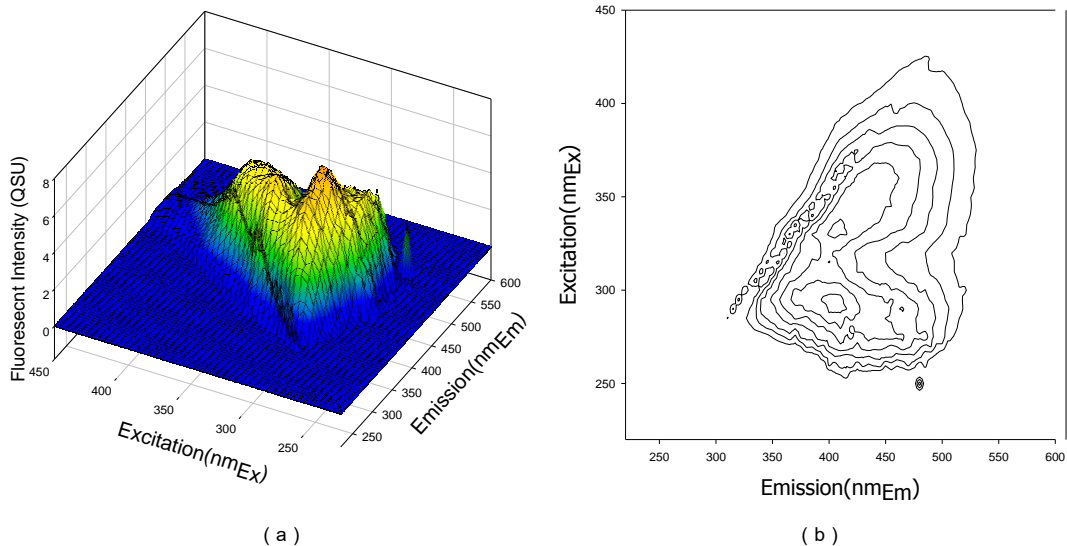 Fluoresecnt Intensity (QSU)
8
6
4
2
0
450
400
350
300
250
Excitation(nmEx)
600
550
500
450
400
350
300
250
Emission(nmEm)
( a )
Excitation(nmEx)
450
400
350
300
250
250 300 350 400 450 500 550 600
Emission(nmEm)
( b )